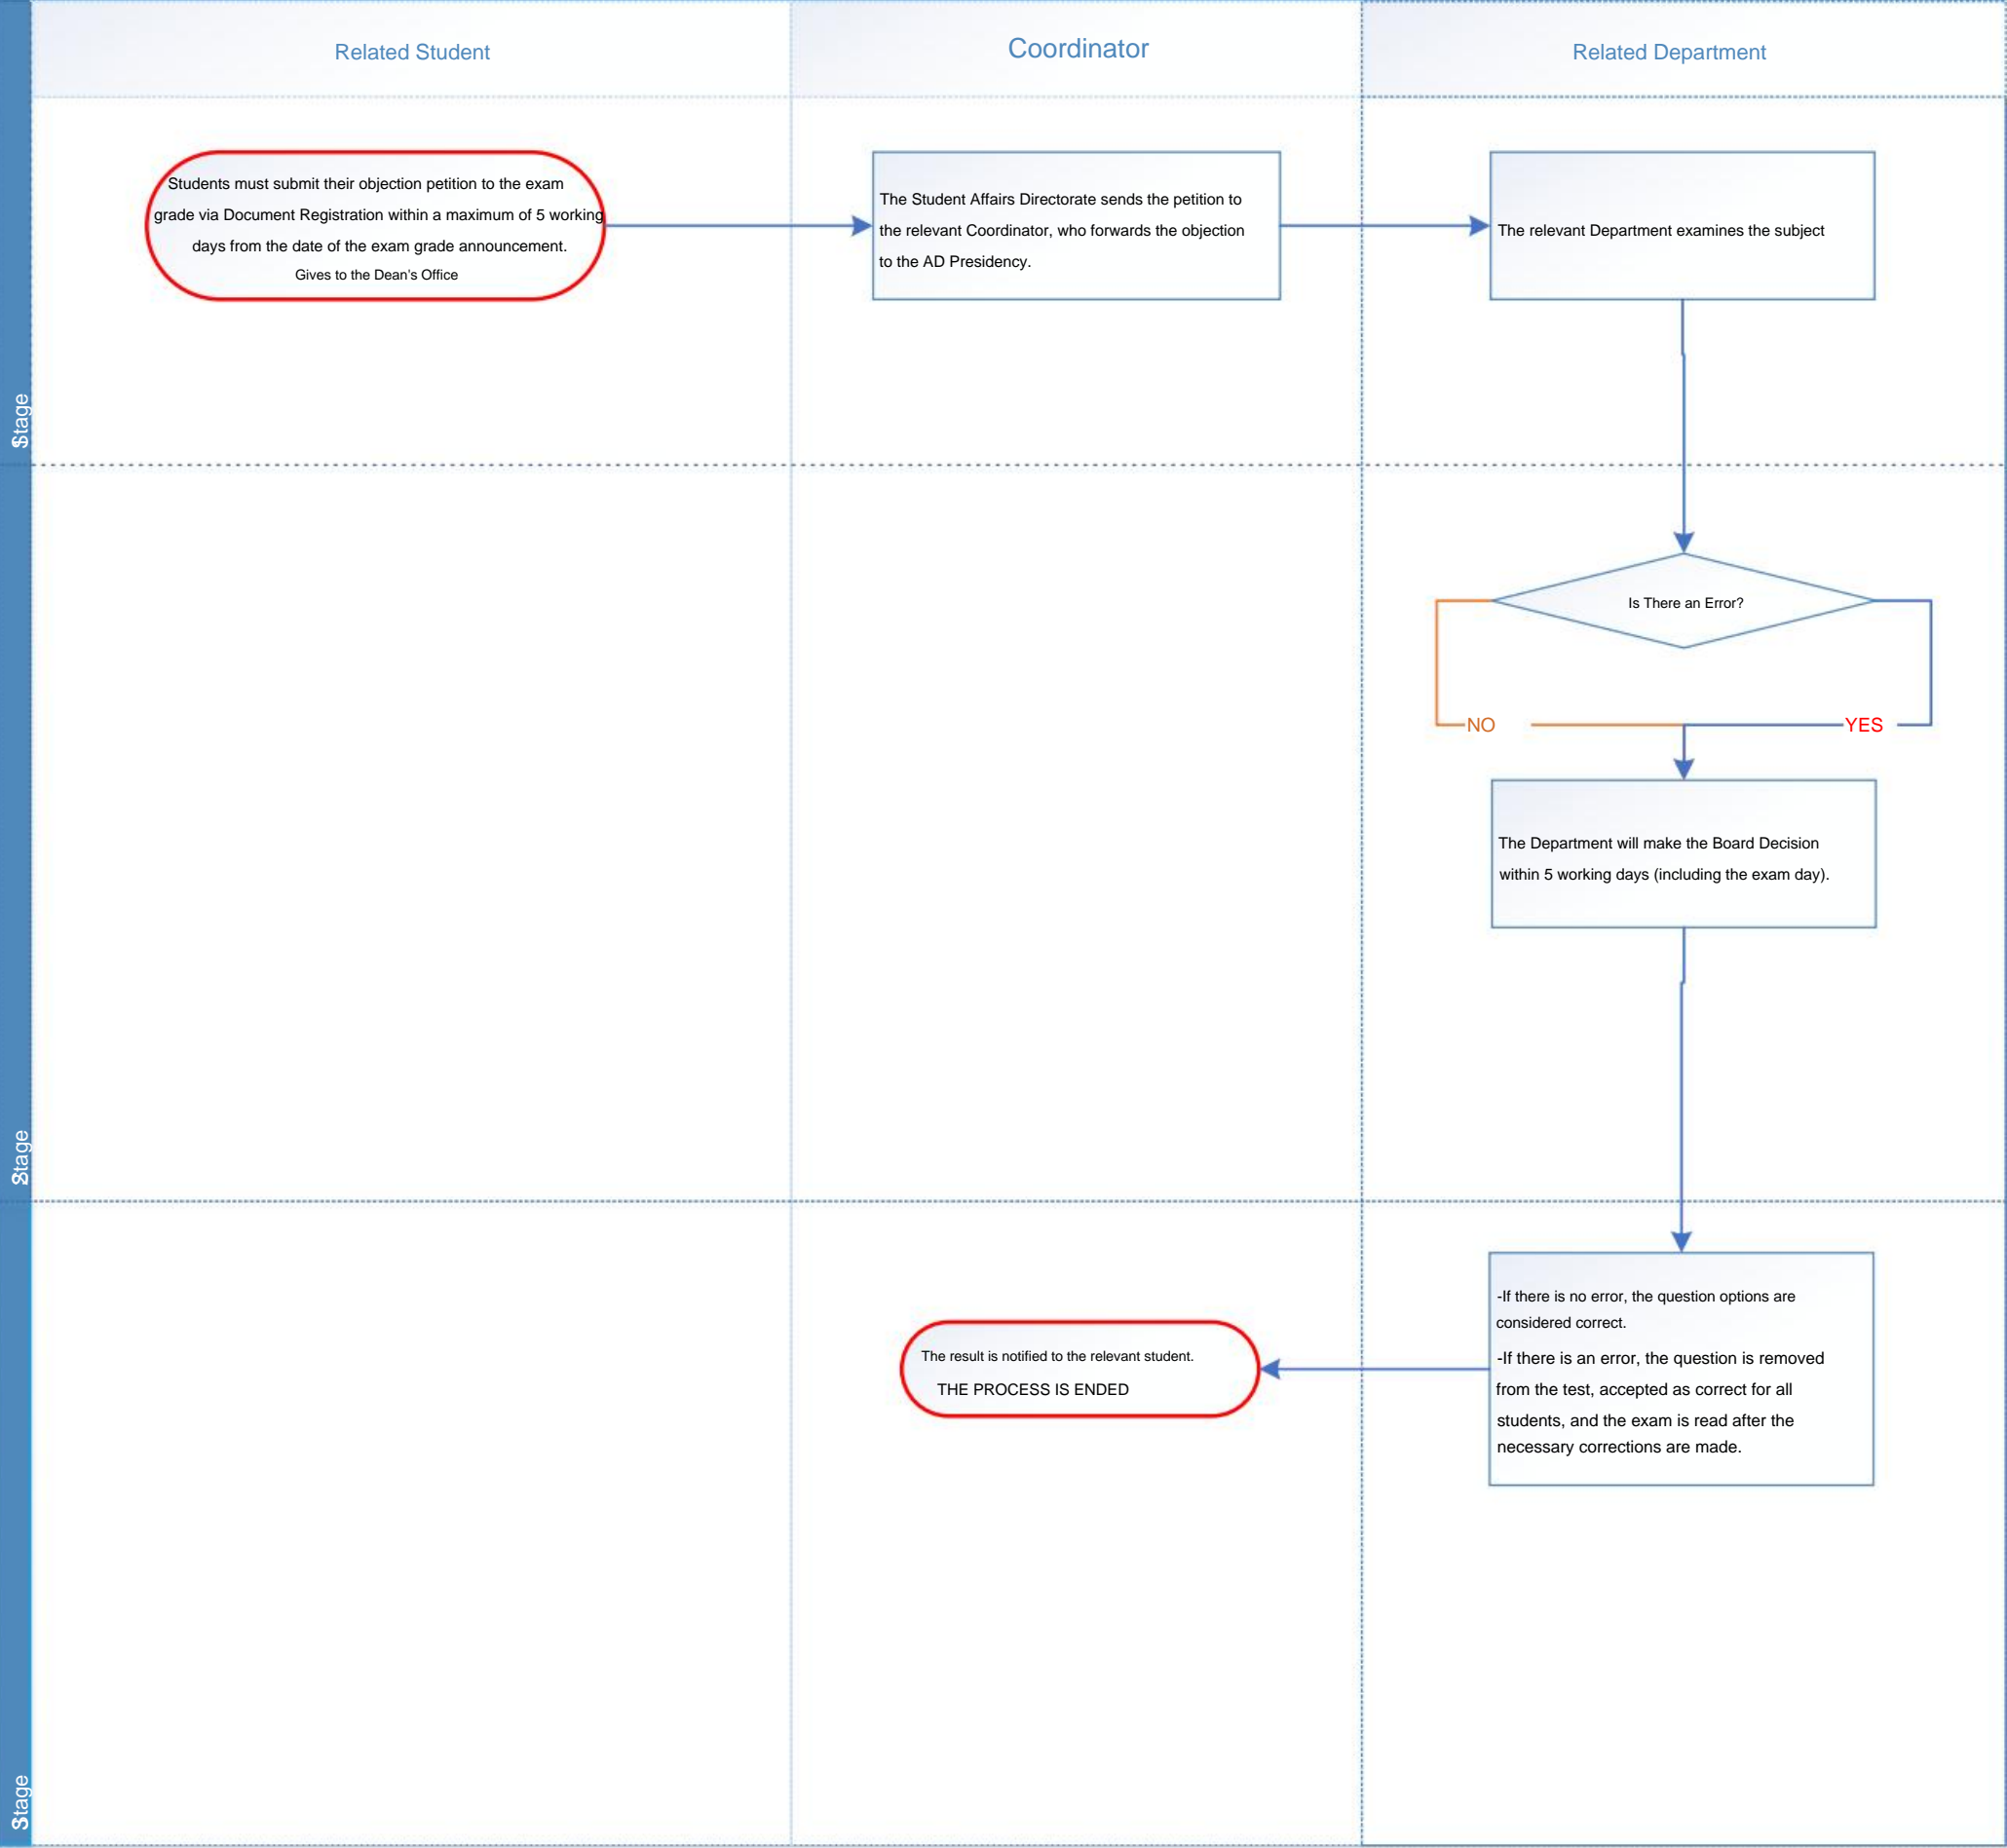 Related Student
Coordinator
Related Department
Students must submit their objection petition to the exam
grade via Document Registration within a maximum of 5 working
days from the date of the exam grade announcement.
Gives to the Dean's Office
The Student Affairs Directorate sends the petition to
the relevant Coordinator, who forwards the objection
to the AD Presidency.
The relevant Department examines the subject
Stage
Is There an Error?
NO
YES
The Department will make the Board Decision
within 5 working days (including the exam day).
Stage
-If there is no error, the question options are
considered correct.
-If there is an error, the question is removed
from the test, accepted as correct for all
students, and the exam is read after the
necessary corrections are made.
The result is notified to the relevant student.
THE PROCESS IS ENDED
Stage